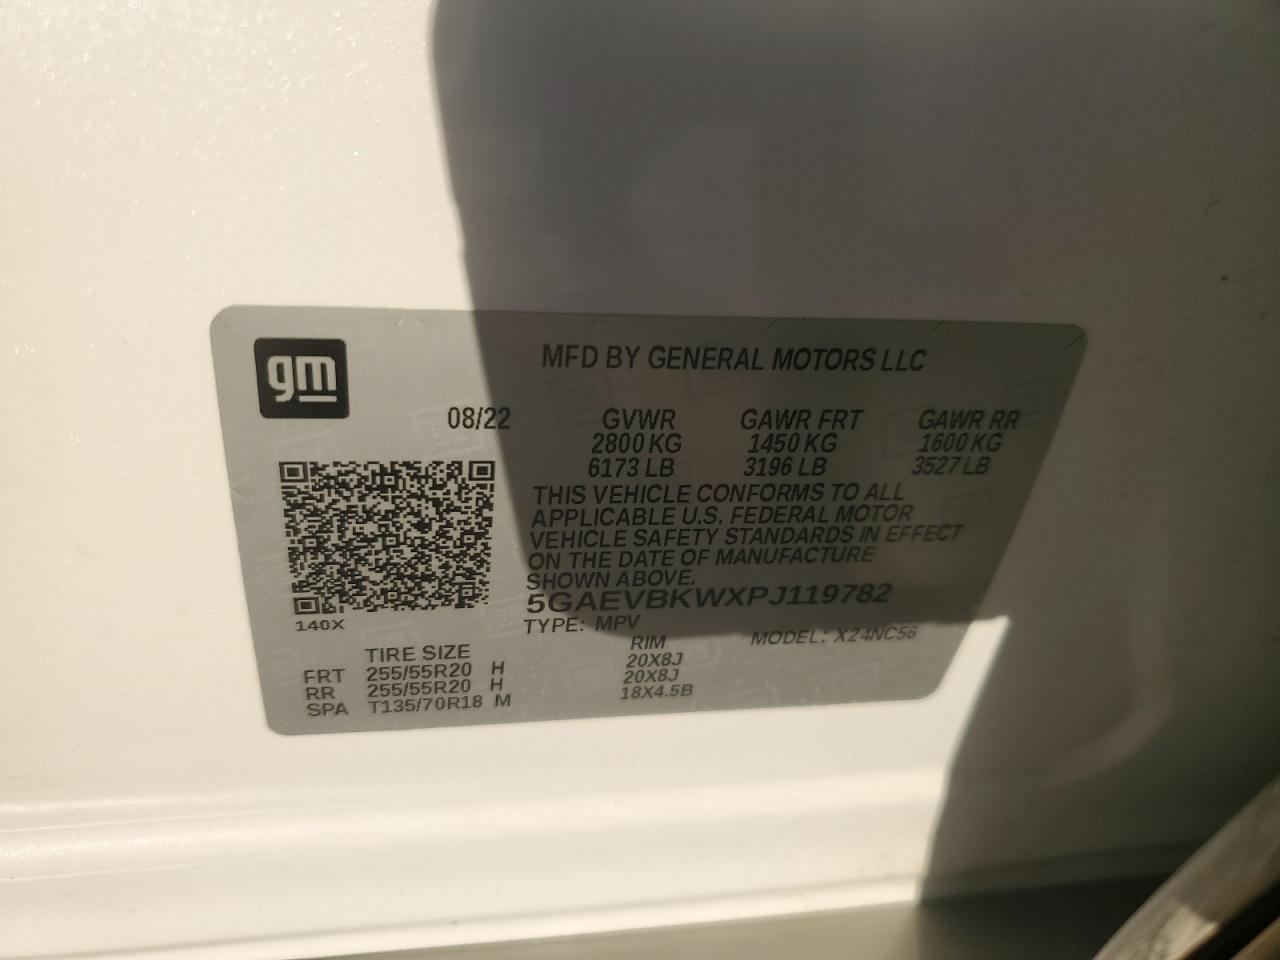 gm
MFD BY GENERAL MOTORS LLC
08/22 GVWR GAWR FRT GAWR RR
2800 KG 1450 KG 1600 KG
6173 LB 3196 LB 3527 LB
THIS VEHICLE CONFORMS TO ALL
APPLICABLE U.S. FEDERAL MOTOR
VEHICLE SAFETY STANDARDS IN EFFECT
ON THE DATE OF MANUFACTURE
SHOWN ABOVE.
5GAEVBKWXPJ119782
140X
TYPE: MPV MODEL: X24NC56
TIRE SIZE RIM
FRT 255/55R20 H 20X8J
RR 255/55R20 H 20X8J
SPA T135/70R18 M 18X4.5B